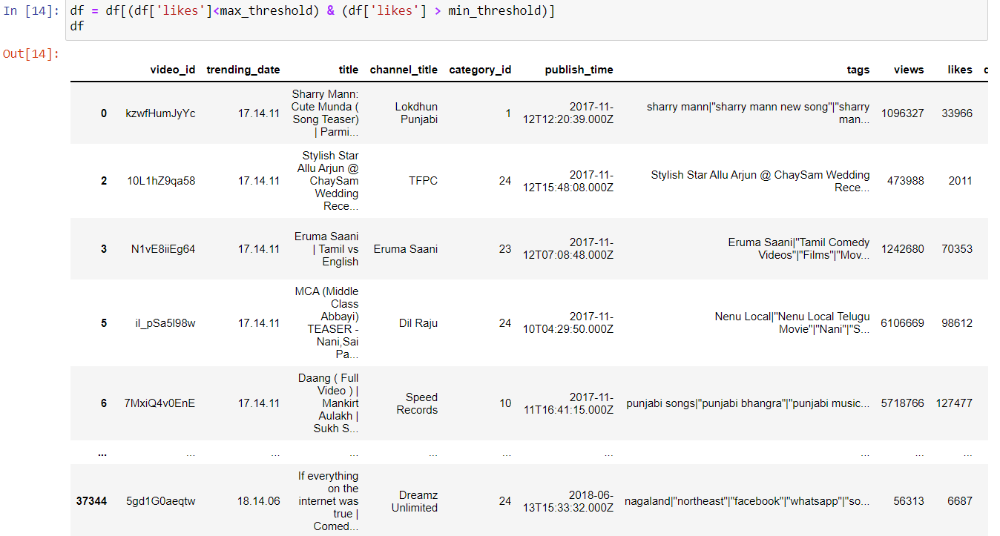 In [14]: df = df[(df['likes']<max_threshold) & (df['likes'] > min_threshold)]
df
Out[14]:
video_id trending_date title channel_title category_id publish_time tags views likes
0 kzwfHumJyYc 17.14.11 Sharry Mann: Cute Munda ( Song Teaser) | Parmi... Lokdhun Punjabi 1 2017-11-12T12:20:39.000Z sharry mann|"sharry mann new song"|"sharry man... 1096327 33966
2 10L1hZ9qa58 17.14.11 Stylish Star Allu Arjun @ ChaySam Wedding Rece... TFPC 24 2017-11-12T15:48:08.000Z Stylish Star Allu Arjun @ ChaySam Wedding Rece... 473988 2011
3 N1vE8iiEg64 17.14.11 Eruma Saani | Tamil vs English Eruma Saani 23 2017-11-12T07:08:48.000Z Eruma Saani|"Tamil Comedy Videos"|"Films"|"Mov... 1242680 70353
5 il_pSa5l98w 17.14.11 MCA (Middle Class Abbayi) TEASER - Nani,Sai Pa... Dil Raju 24 2017-11-10T04:29:50.000Z Nenu Local|"Nenu Local Telugu Movie"|"Nani"|"S... 6106669 98612
6 7MxiQ4v0EnE 17.14.11 Daang ( Full Video ) | Mankirt Aulakh | Sukh S... Speed Records 10 2017-11-11T16:41:15.000Z punjabi songs|"punjabi bhangra"|"punjabi music... 5718766 127477
... ... ... ... ... ... ... ... ... ...
37344 5gd1G0aeqtw 18.14.06 If everything on the internet was true | Comed... Dreamz Unlimited 24 2018-06-13T15:33:32.000Z nagaland|"northeast"|"facebook"|"whatsapp"|"so... 56313 6687